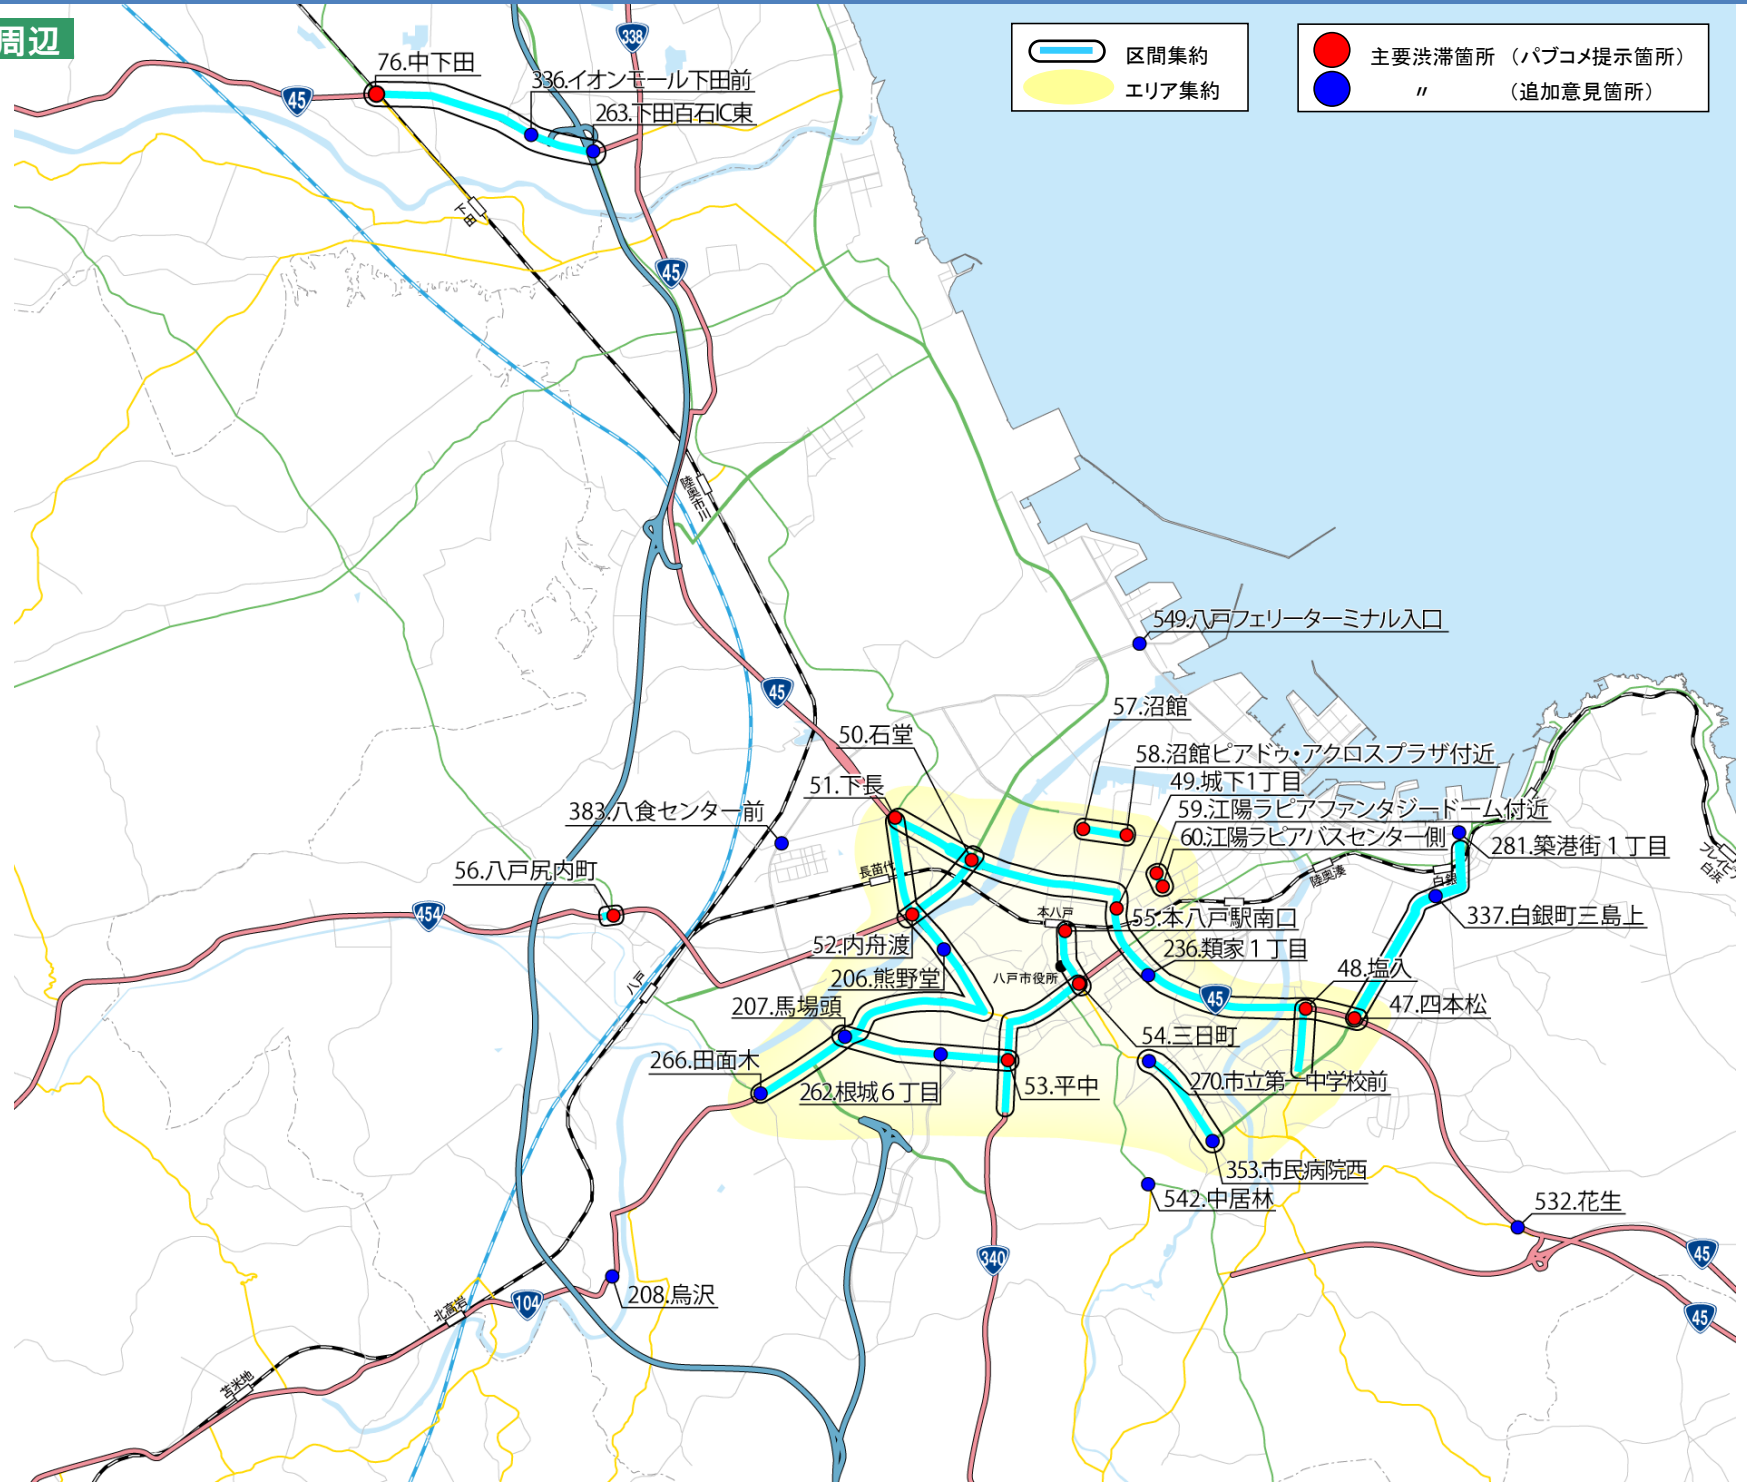 周辺
区間集約
エリア集約
主要渋滞箇所 (パブコメ提示箇所)
〃 (追加意見箇所)
338
76.中下田
336.イオンモール下田前
45
263.下田百石IC東
下田
45
陸奥市川
549.八戸フェリーターミナル入口
45
57.沼館
50.石堂
58.沼館ピアドゥ・アクロスプラザ付近
51.下長
49.城下1丁目
383.八食センター前
59.江陽ラピアファンタジードーム付近
60.江陽ラピアバスセンター側
281.築港街1丁目
プレスピア白浜
長苗代
56.八戸尻内町
陸奥湊
白銀
454
本八戸
55.本八戸駅南口
337.白銀町三島上
52.内舟渡
236.類家1丁目
206.熊野堂
八戸市役所
48.塩入
八戸
45
207.馬場頭
47.四本松
54.三日町
266.田面木
262.根城6丁目
53.平中
270.市立第一中学校前
353.市民病院西
542.中居林
532.花生
340
45
208.烏沢
104
北高岩
45
苫米地